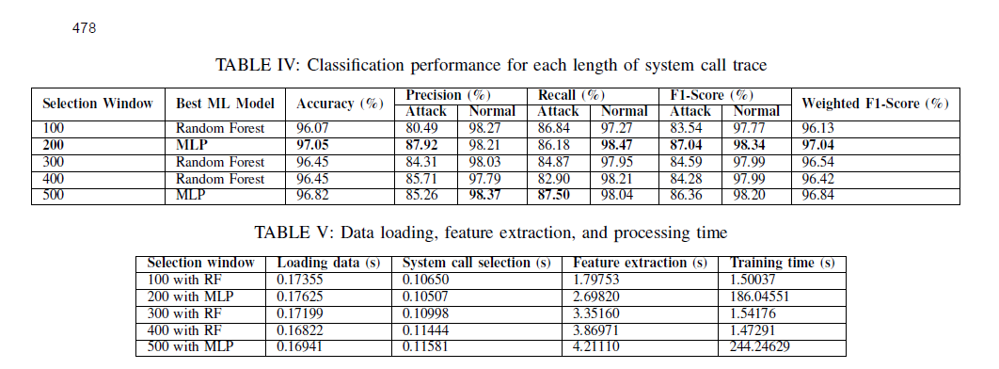 478
TABLE IV: Classification performance for each length of system call trace
Selection Window Best ML Model Accuracy (%) Precision (%) Recall (%) F1-Score (%) Weighted F1-Score (%)
Attack Normal Attack Normal Attack Normal
100 Random Forest 96.07 80.49 98.27 86.84 97.27 83.54 97.77 96.13
200 MLP 97.05 87.92 98.21 86.18 98.47 87.04 98.34 97.04
300 Random Forest 96.45 84.31 98.03 84.87 97.95 84.59 97.99 96.54
400 Random Forest 96.45 85.71 97.79 82.90 98.21 84.28 97.99 96.42
500 MLP 96.82 85.26 98.37 87.50 98.04 86.36 98.20 96.84
TABLE V: Data loading, feature extraction, and processing time
Selection window Loading data (s) System call selection (s) Feature extraction (s) Training time (s)
100 with RF 0.17355 0.10650 1.79753 1.50037
200 with MLP 0.17625 0.10507 2.69820 186.04551
300 with RF 0.17199 0.10998 3.35160 1.54176
400 with RF 0.16822 0.11444 3.86971 1.47291
500 with MLP 0.16941 0.11581 4.21110 244.24629